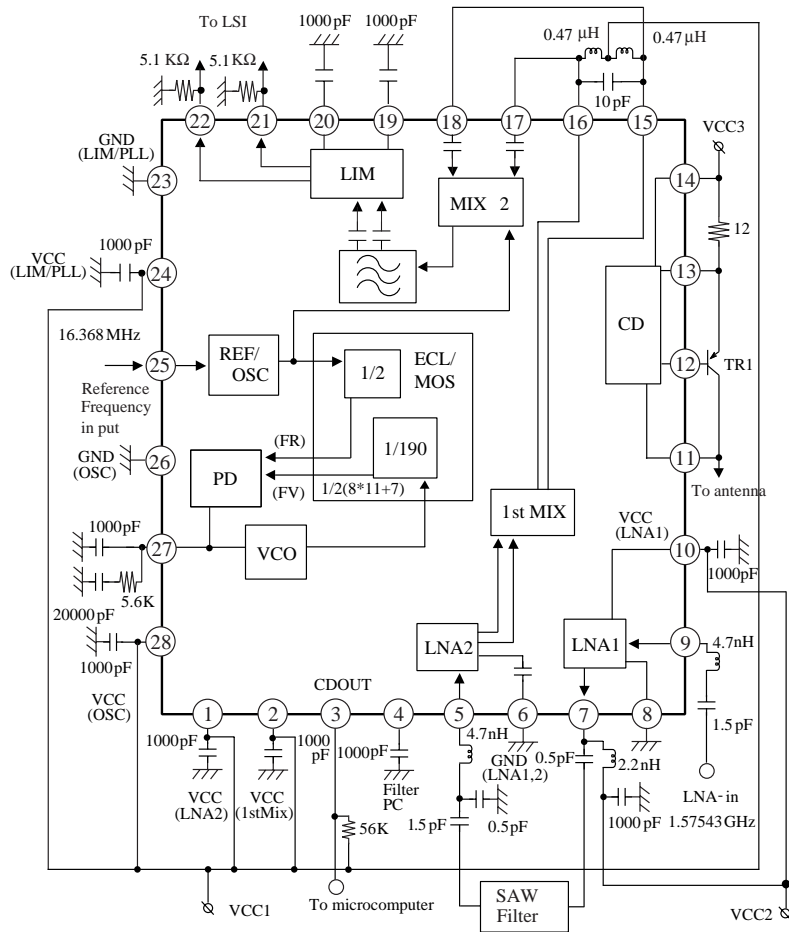 To LSI
1000 pF
1000 pF
0.47 μH
0.47 μH
5.1 KΩ
5.1 KΩ
10 pF
22
21
20
19
18
17
16
15
VCC3
GND
(LIM/PLL)
23
LIM
MIX 2
14
12
1000 pF
VCC
(LIM/PLL)
24
13
CD
16.368 MHz
25
REF/
OSC
1/2
ECL/
MOS
12
TR1
Reference
Frequency
in put
(FR)
1/190
GND
(OSC)
26
PD
(FV)
1/2(8*11+7)
11
To antenna
1st MIX
VCC
(LNA1)
1000pF
27
VCO
10
1000pF
5.6K
20000 pF
28
LNA2
LNA1
9
4.7nH
1000pF
VCC
(OSC)
CDOUT
1
2
3
4
5
6
7
8
1.5 pF
1000pF
1000
pF
1000pF
4.7nH
GND
(LNA1,2)
0.5pF
2.2nH
VCC
(LNA2)
VCC
(1stMix)
Filter
PC
LNA-in
1.57543 GHz
56K
1.5 pF
0.5pF
1000 pF
VCC1
To microcomputer
SAW
Filter
VCC2